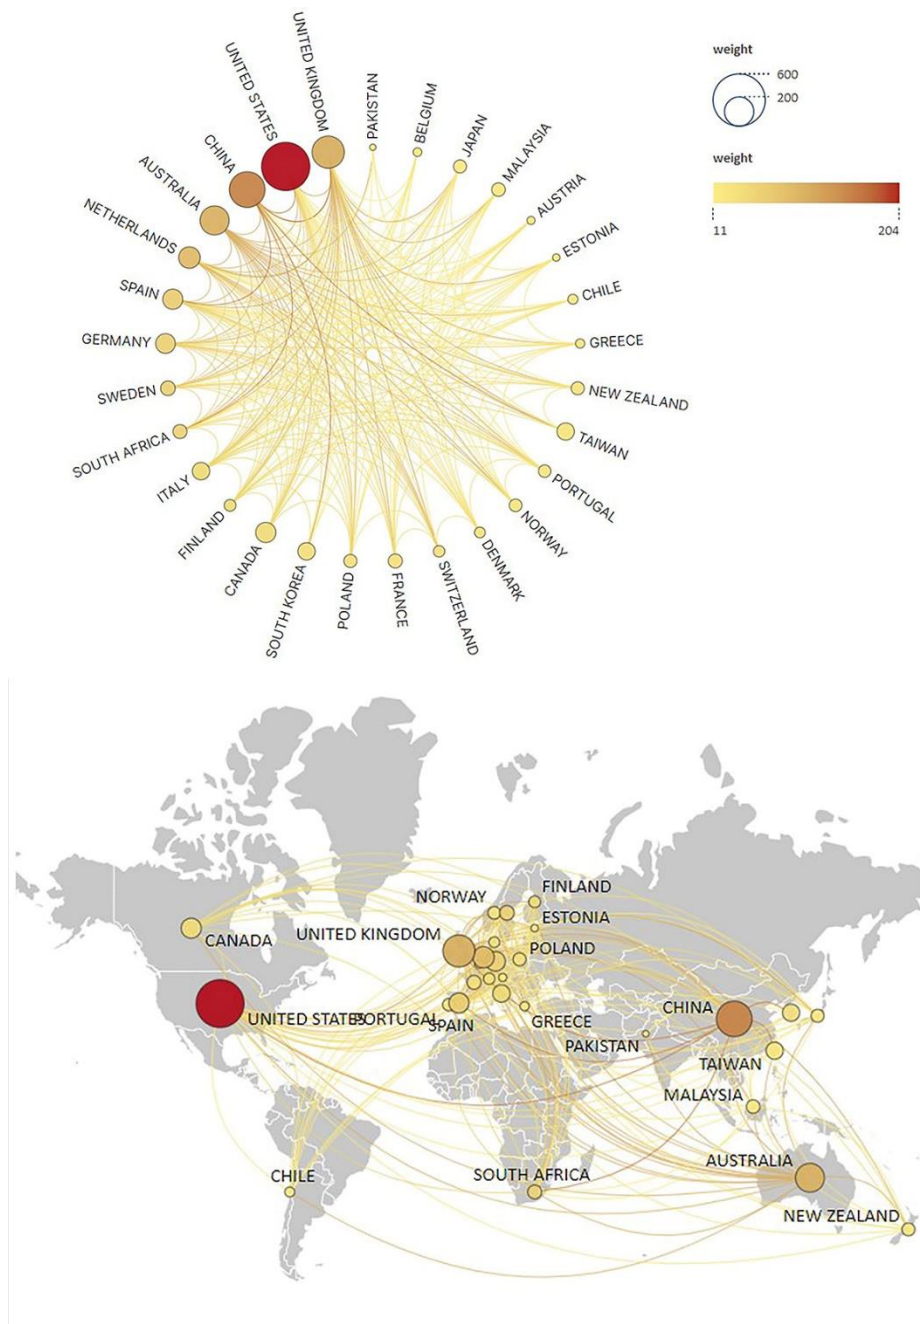 weight
600
200
weight
11
204
UNITED KINGDOM
UNITED STATES
CHINA
AUSTRALIA
NETHERLANDS
SPAIN
GERMANY
SWEDEN
SOUTH AFRICA
ITALY
FINLAND
CANADA
SOUTH KOREA
POLAND
FRANCE
SWITZERLAND
DENMARK
NORWAY
PORTUGAL
TAIWAN
NEW ZEALAND
GREECE
CHILE
ESTONIA
AUSTRIA
MALAYSIA
JAPAN
BELGIUM
PAKISTAN
NORWAY
FINLAND
ESTONIA
CANADA
UNITED KINGDOM
POLAND
UNITED STATES
PORTUGAL
SPAIN
GREECE
CHINA
PAKISTAN
TAIWAN
MALAYSIA
CHILE
SOUTH AFRICA
AUSTRALIA
NEW ZEALAND